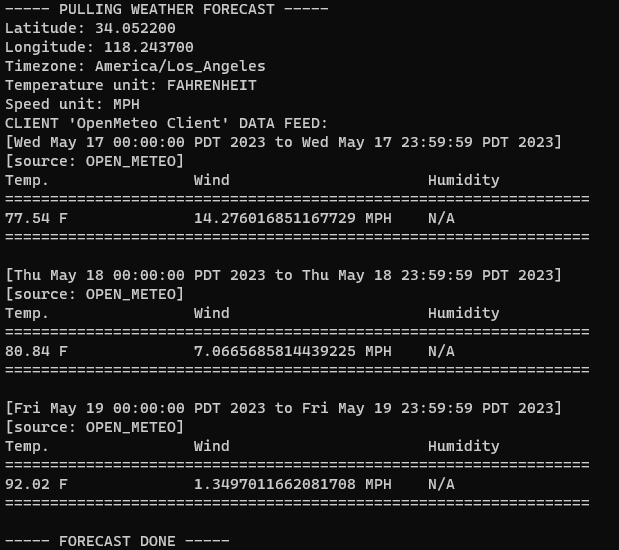 ----- PULLING WEATHER FORECAST -----
Latitude: 34.052200
Longitude: 118.243700
Timezone: America/Los_Angeles
Temperature unit: FAHRENHEIT
Speed unit: MPH
CLIENT 'OpenMeteo Client' DATA FEED:
[Wed May 17 00:00:00 PDT 2023 to Wed May 17 23:59:59 PDT 2023]
[source: OPEN_METEO]
Temp.                Wind                      Humidity
=================================================================
77.54 F              14.276016851167729 MPH    N/A
=================================================================

[Thu May 18 00:00:00 PDT 2023 to Thu May 18 23:59:59 PDT 2023]
[source: OPEN_METEO]
Temp.                Wind                      Humidity
=================================================================
80.84 F              7.0665685814439225 MPH    N/A
=================================================================

[Fri May 19 00:00:00 PDT 2023 to Fri May 19 23:59:59 PDT 2023]
[source: OPEN_METEO]
Temp.                Wind                      Humidity
=================================================================
92.02 F              1.3497011662081708 MPH    N/A
=================================================================

----- FORECAST DONE -----